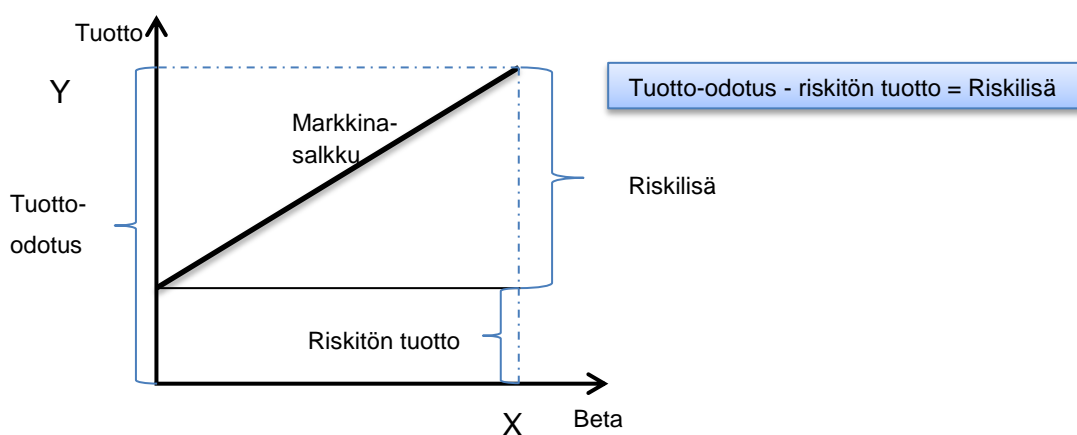 Tuotto
Y
Tuotto-odotus - riskitön tuotto = Riskilisä
Markkina-
salkku
Riskilisä
Tuotto-
odotus
Riskitön tuotto
X
Beta